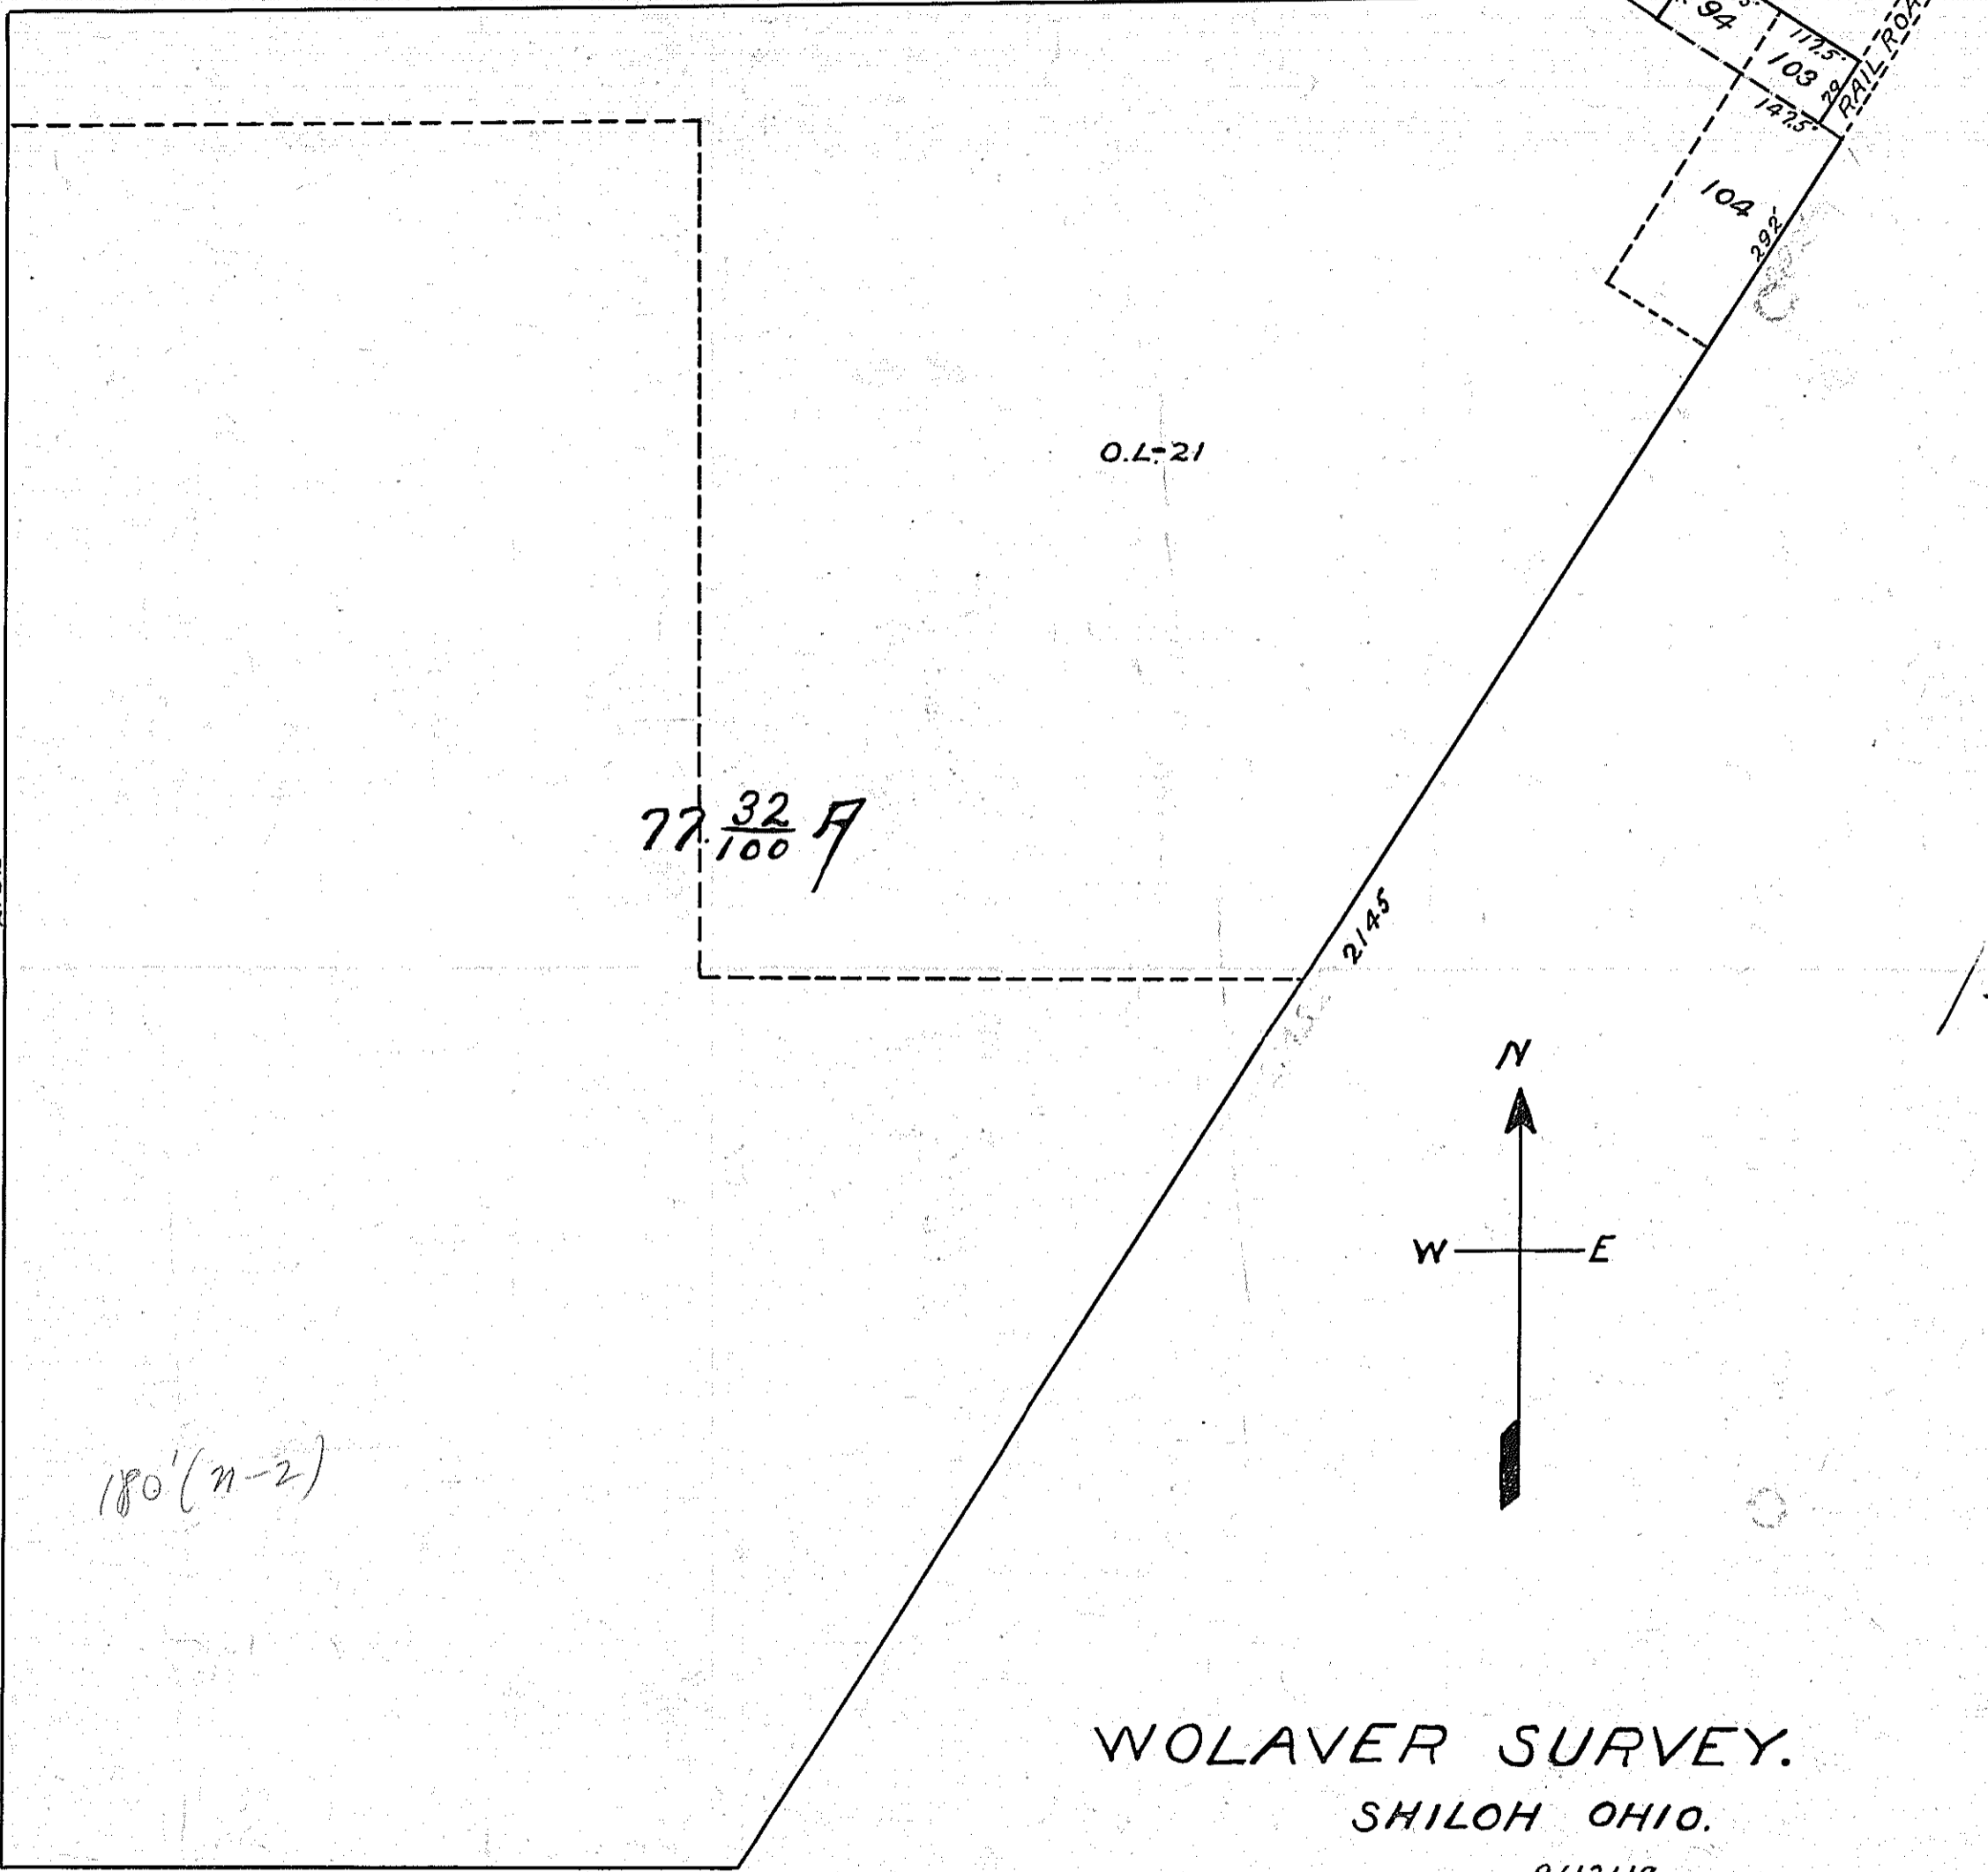 94
117.5'
103
29
RAIL ROAD
147.5'
104
292'
O.L.-21
77. 32/100 A
2145
N
W E
180°(n-2)
WOLAVER SURVEY.
SHILOH OHIO.